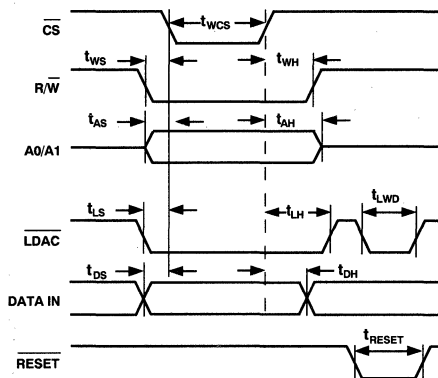 CS
tWCS
tWS
tWH
R/W
tAS
tAH
A0/A1
tLS
tLH
tLWD
LDAC
tDS
tDH
DATA IN
tRESET
RESET